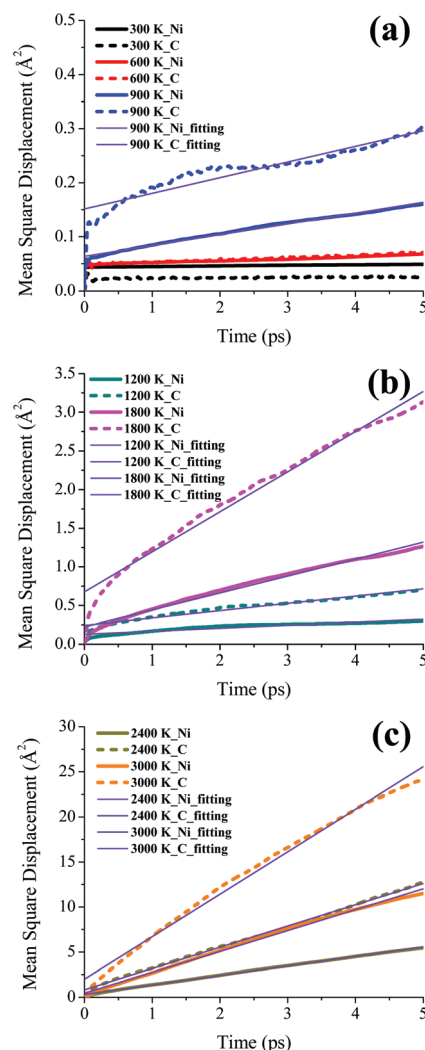 (a)
300 K_Ni
300 K_C
600 K_Ni
600 K_C
900 K_Ni
900 K_C
900 K_Ni_fitting
900 K_C_fitting
Mean Square Displacement (Å²)
0.5
0.4
0.3
0.2
0.1
0.0
0 1 2 3 4 5
Time (ps)
(b)
1200 K_Ni
1200 K_C
1800 K_Ni
1800 K_C
1200 K_Ni_fitting
1200 K_C_fitting
1800 K_Ni_fitting
1800 K_C_fitting
Mean Square Displacement (Å²)
3.5
3.0
2.5
2.0
1.5
1.0
0.5
0.0
0 1 2 3 4 5
Time (ps)
(c)
2400 K_Ni
2400 K_C
3000 K_Ni
3000 K_C
2400 K_Ni_fitting
2400 K_C_fitting
3000 K_Ni_fitting
3000 K_C_fitting
Mean Square Displacement (Å²)
30
25
20
15
10
5
0
0 1 2 3 4 5
Time (ps)